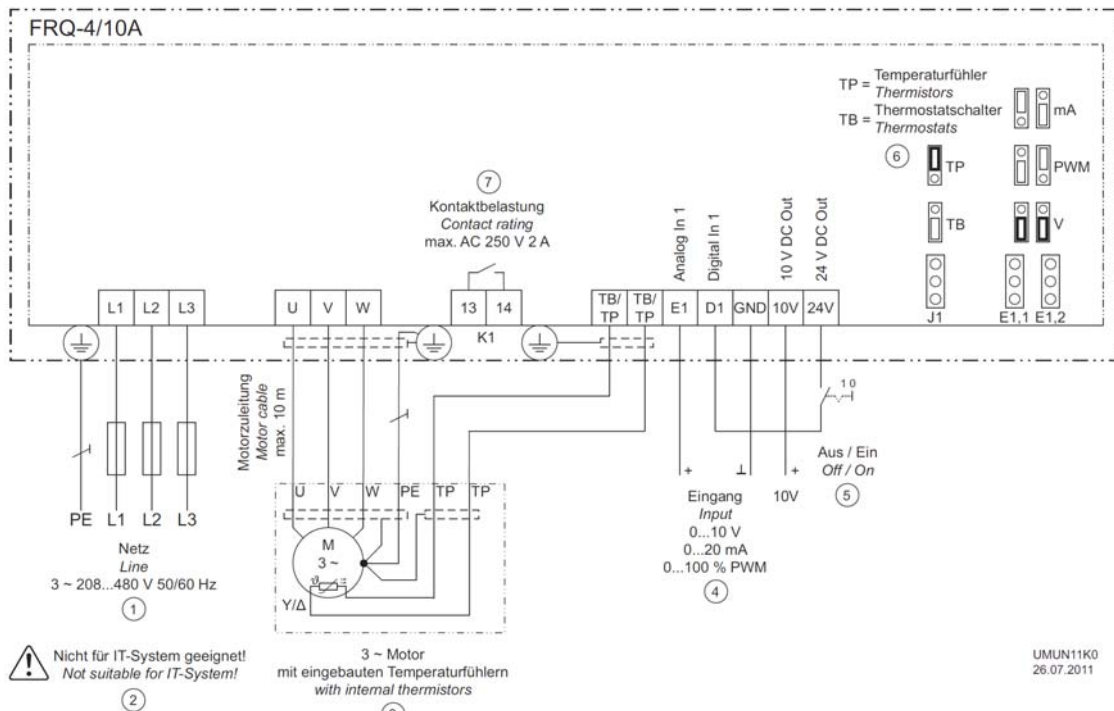 FRQ-4/10A
TP = Temperaturfühler
Thermistors
TB = Thermostatschalter
Thermostats
6
mA
TP
PWM
TB
V
J1
E1,1
E1,2
7
Kontaktbelastung
Contact rating
max. AC 250 V 2 A
Analog In 1
Digital In 1
10 V DC Out
24 V DC Out
L1 L2 L3
U V W
13 14
K1
TB/TP TB/TP E1 D1 GND 10V 24V
Motorzuleitung
Motor cable
max. 10 m
1 0
Aus / Ein
Off / On
5
PE L1 L2 L3
Netz
Line
3 ~ 208...480 V 50/60 Hz
1
U V W PE TP TP
M
3 ~
ϑ
Y/Δ
+ ⊥ +
Eingang
Input
0...10 V
0...20 mA
0...100 % PWM
4
10V
Nicht für IT-System geeignet!
Not suitable for IT-System!
2
3 ~ Motor
mit eingebauten Temperaturfühlern
with internal thermistors
UMUN11K0
26.07.2011